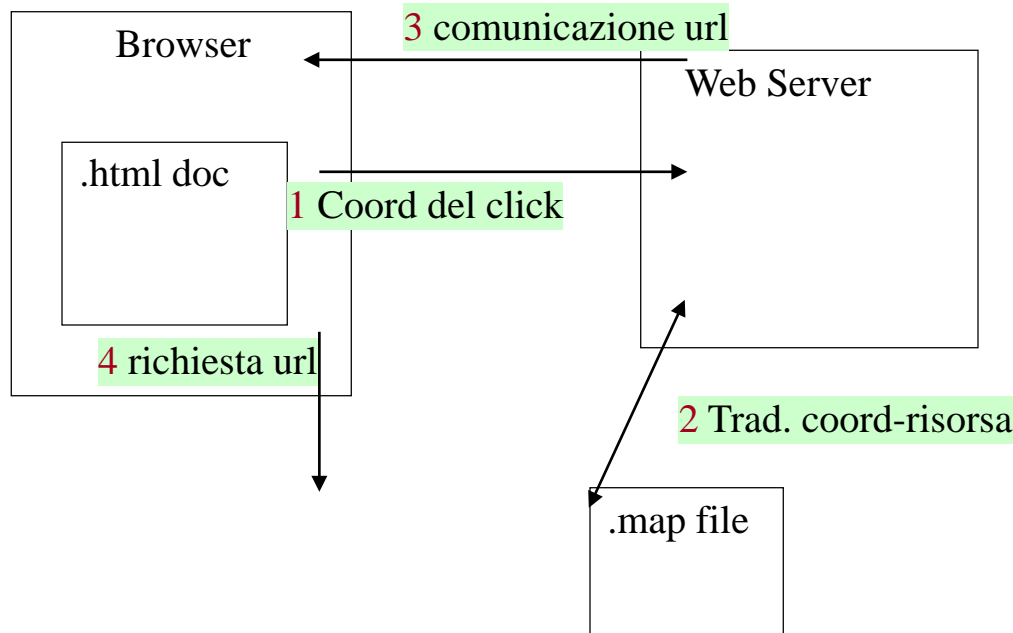 3 comunicazione url
Browser
Web Server
.html doc
1 Coord del click
4 richiesta url
2 Trad. coord-risorsa
.map file